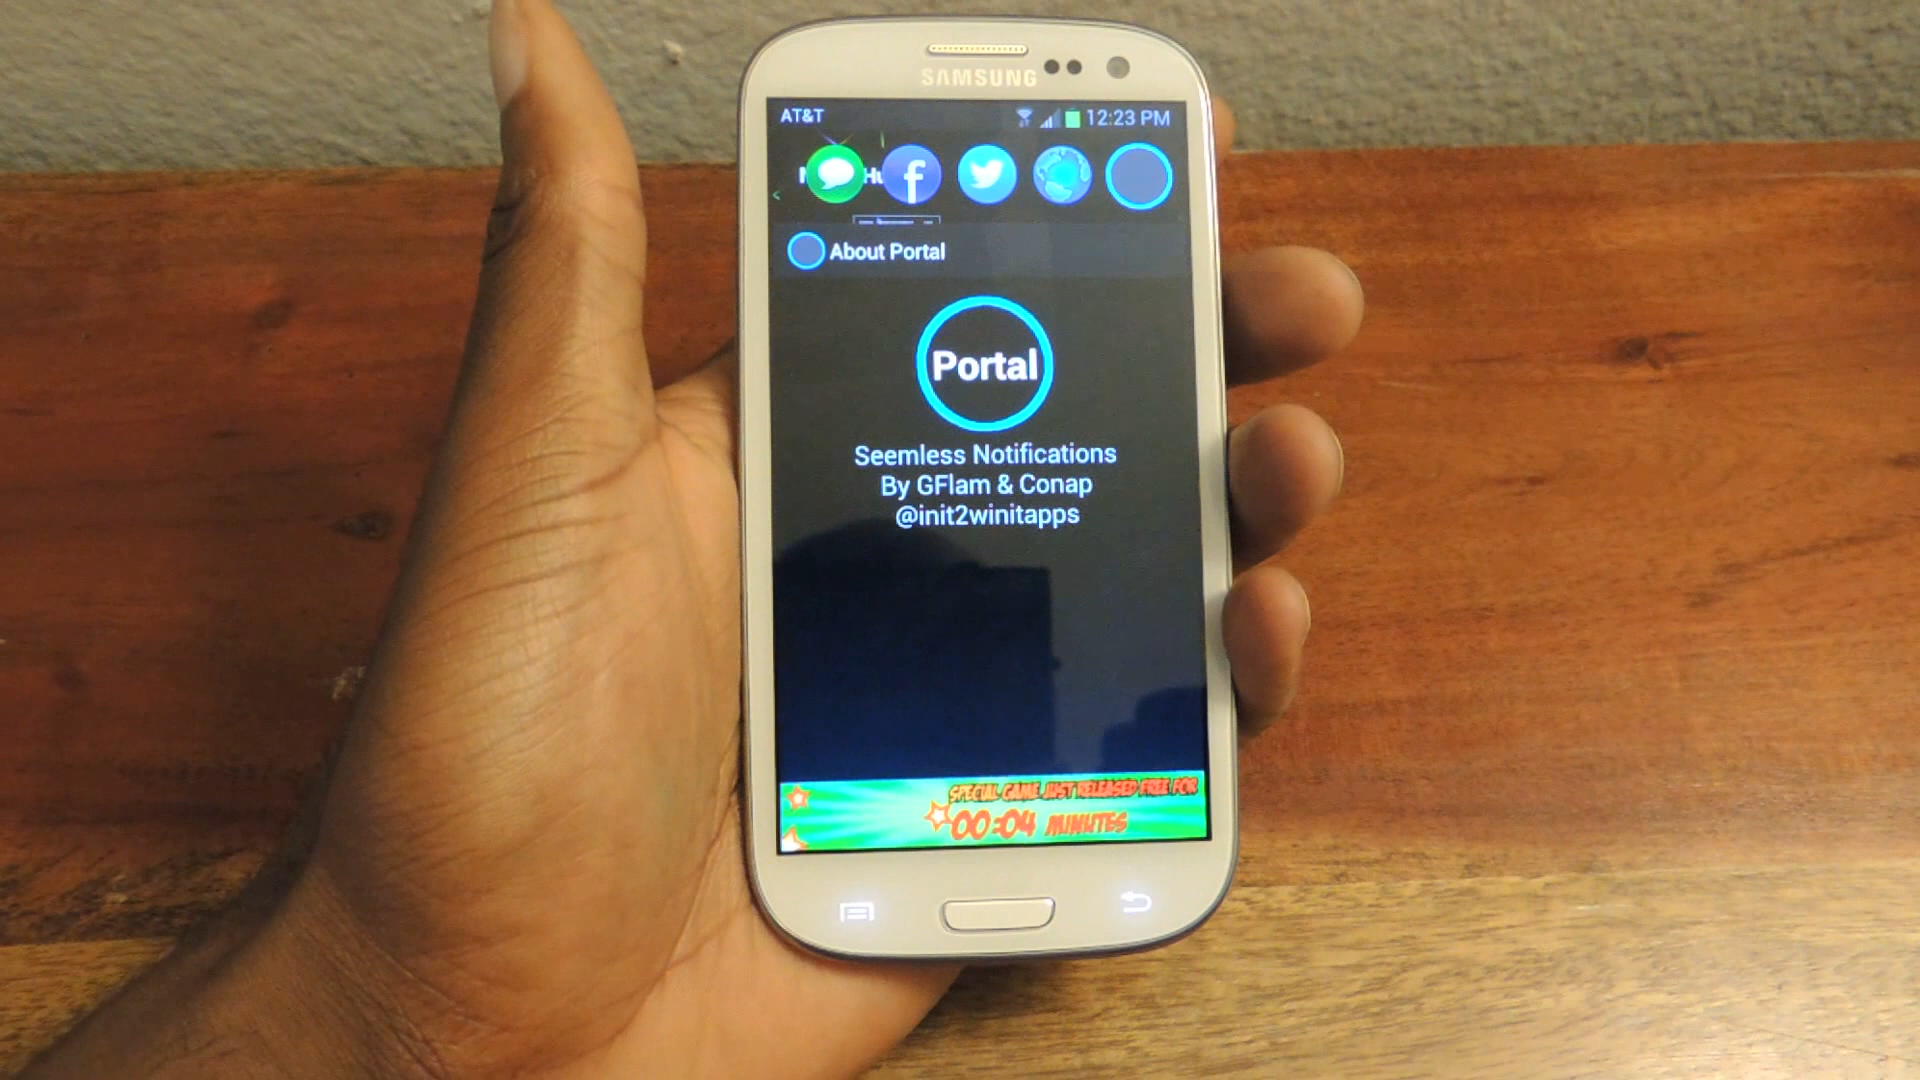 SAMSUNG
AT&T 12:23 PM
f
About Portal
Portal
Seemless Notifications
By GFlam & Conap
@init2winitapps
SPECIAL GAME JUST RELEASED FREE FOR
00:04 MINUTES